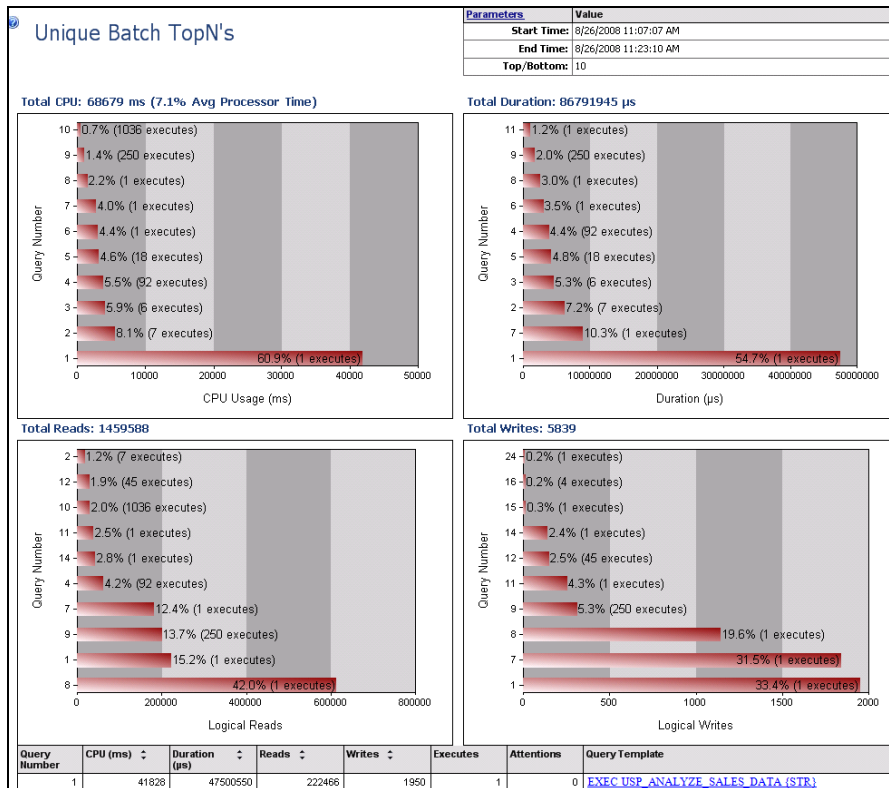 Unique Batch TopN's
Parameters Value
Start Time: 8/26/2008 11:07:07 AM
End Time: 8/26/2008 11:23:10 AM
Top/Bottom: 10
Total CPU: 68679 ms (7.1% Avg Processor Time)
Query Number
10 0.7% (1036 executes)
9 1.4% (250 executes)
8 2.2% (1 executes)
7 4.0% (1 executes)
6 4.4% (1 executes)
5 4.6% (18 executes)
4 5.5% (92 executes)
3 5.9% (6 executes)
2 8.1% (7 executes)
1 60.9% (1 executes)
0 10000 20000 30000 40000 50000
CPU Usage (ms)
Total Duration: 86791945 µs
Query Number
11 1.2% (1 executes)
9 2.0% (250 executes)
8 3.0% (1 executes)
6 3.5% (1 executes)
4 4.4% (92 executes)
5 4.8% (18 executes)
3 5.3% (6 executes)
2 7.2% (7 executes)
7 10.3% (1 executes)
1 54.7% (1 executes)
0 10000000 20000000 30000000 40000000 50000000
Duration (µs)
Total Reads: 1459588
Query Number
2 1.2% (7 executes)
12 1.9% (45 executes)
10 2.0% (1036 executes)
11 2.5% (1 executes)
14 2.8% (1 executes)
4 4.2% (92 executes)
7 12.4% (1 executes)
9 13.7% (250 executes)
1 15.2% (1 executes)
8 42.0% (1 executes)
0 200000 400000 600000 800000
Logical Reads
Total Writes: 5839
Query Number
24 0.2% (1 executes)
16 0.2% (4 executes)
15 0.3% (1 executes)
14 2.4% (1 executes)
12 2.5% (45 executes)
11 4.3% (1 executes)
9 5.3% (250 executes)
8 19.6% (1 executes)
7 31.5% (1 executes)
1 33.4% (1 executes)
0 500 1000 1500 2000
Logical Writes
Query Number CPU (ms) Duration (µs) Reads Writes Executes Attentions Query Template
1 41828 47500550 222466 1950 1 0 EXEC USP_ANALYZE_SALES_DATA {STR}